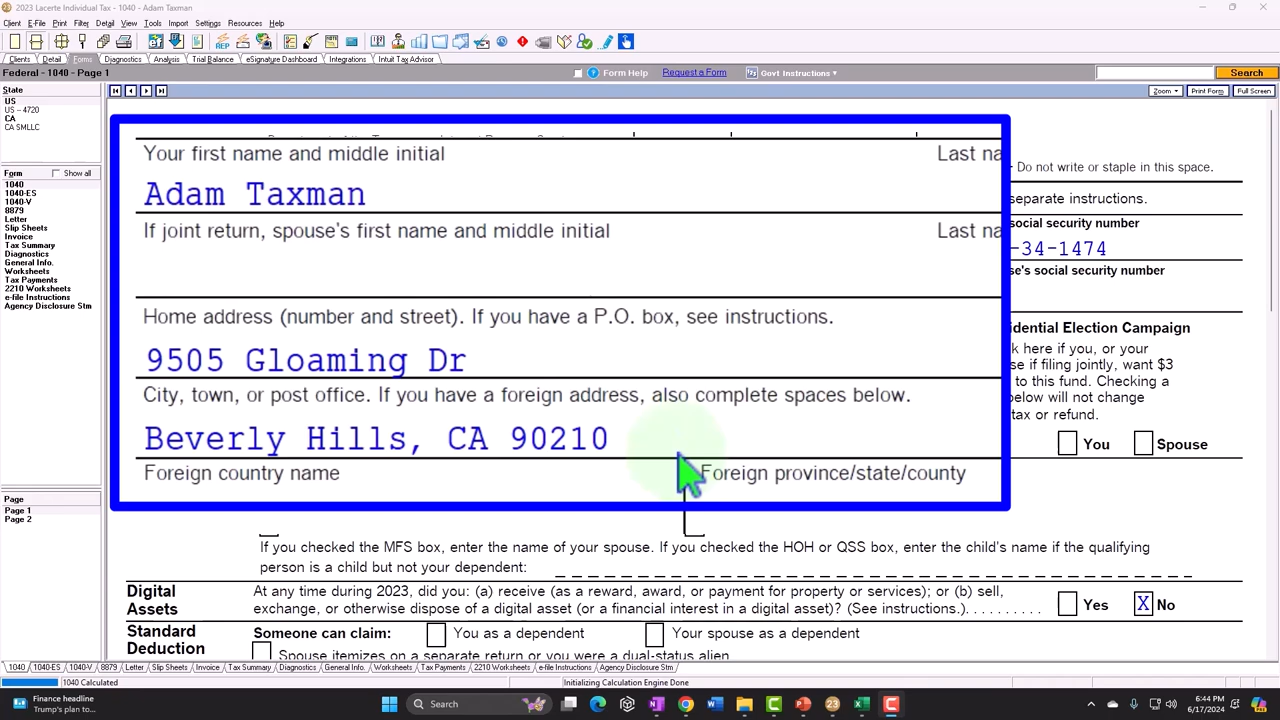 2023 Lacerte Individual Tax - 1040 - Adam Taxman
Client E-File Print Filter Detail View Tools Import Settings Resources Help
Clients Detail Forms Diagnostics Analysis Trial Balance eSignature Dashboard Integrations Intuit Tax Advisor
Federal - 1040 - Page 1
Form Help Request a Form Govt Instructions Search
State
US
US - 4720
CA
CA SMLLC
Zoom Print Form Full Screen
Form Show all
1040
1040-ES
1040-V
8879
Letter
Slip Sheets
Invoice
Tax Summary
Diagnostics
General Info.
Worksheets
Tax Payments
2210 Worksheets
e-file Instructions
Agency Disclosure Stm
Page
Page 1
Page 2
Your first name and middle initial Last na
Adam Taxman
If joint return, spouse's first name and middle initial Last na
Home address (number and street). If you have a P.O. box, see instructions.
9505 Gloaming Dr
City, town, or post office. If you have a foreign address, also complete spaces below.
Beverly Hills, CA 90210
Foreign country name Foreign province/state/county
Do not write or staple in this space.
separate instructions.
social security number
-34-1474
e's social security number
idential Election Campaign
k here if you, or your
e if filing jointly, want $3
to this fund. Checking a
below will not change
tax or refund.
You Spouse
If you checked the MFS box, enter the name of your spouse. If you checked the HOH or QSS box, enter the child's name if the qualifying
person is a child but not your dependent:
Digital Assets
At any time during 2023, did you: (a) receive (as a reward, award, or payment for property or services); or (b) sell,
exchange, or otherwise dispose of a digital asset (or a financial interest in a digital asset)? (See instructions.) Yes X No
Standard Deduction
Someone can claim: You as a dependent Your spouse as a dependent
Spouse itemizes on a separate return or you were a dual-status alien
1040 1040-ES 1040-V 8879 Letter Slip Sheets Invoice Tax Summary Diagnostics General Info. Worksheets Tax Payments 2210 Worksheets e-file Instructions Agency Disclosure Stm
1040 Calculated Initializing Calculation Engine Done
Finance headline
Trump's plan to...
Search
6:44 PM
6/17/2024